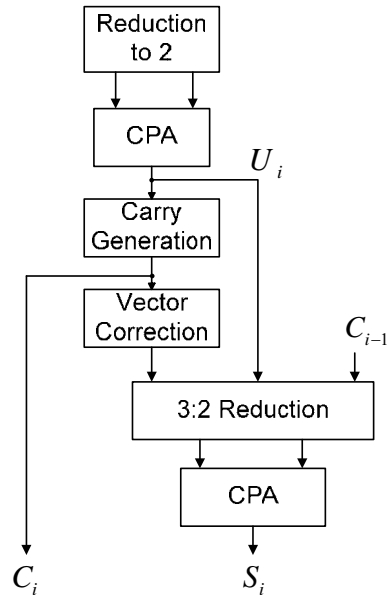 Reduction
to 2
CPA
U_i
Carry
Generation
Vector
Correction
C_{i-1}
3:2 Reduction
CPA
C_i
S_i